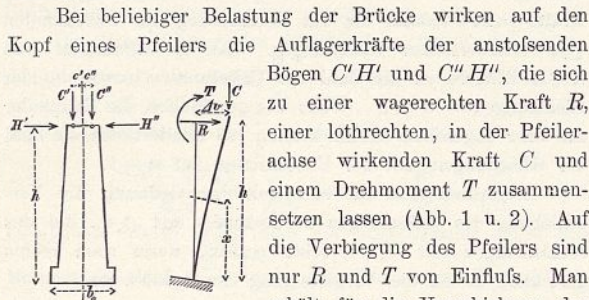 Bei beliebiger Belastung der Brücke wirken auf den
Kopf eines Pfeilers die Auflagerkräfte der anstoſsenden
Bögen C' H' und C'' H'', die sich
zu einer wagerechten Kraft R,
einer lothrechten, in der Pfeiler-
achse wirkenden Kraft C und
einem Drehmoment T zusammen-
setzen lassen (Abb. 1 u. 2). Auf
die Verbiegung des Pfeilers sind
nur R und T von Einfluſs. Man
c' c''
C' C''
H' H''
h
b
T C
Δv
R
h
x